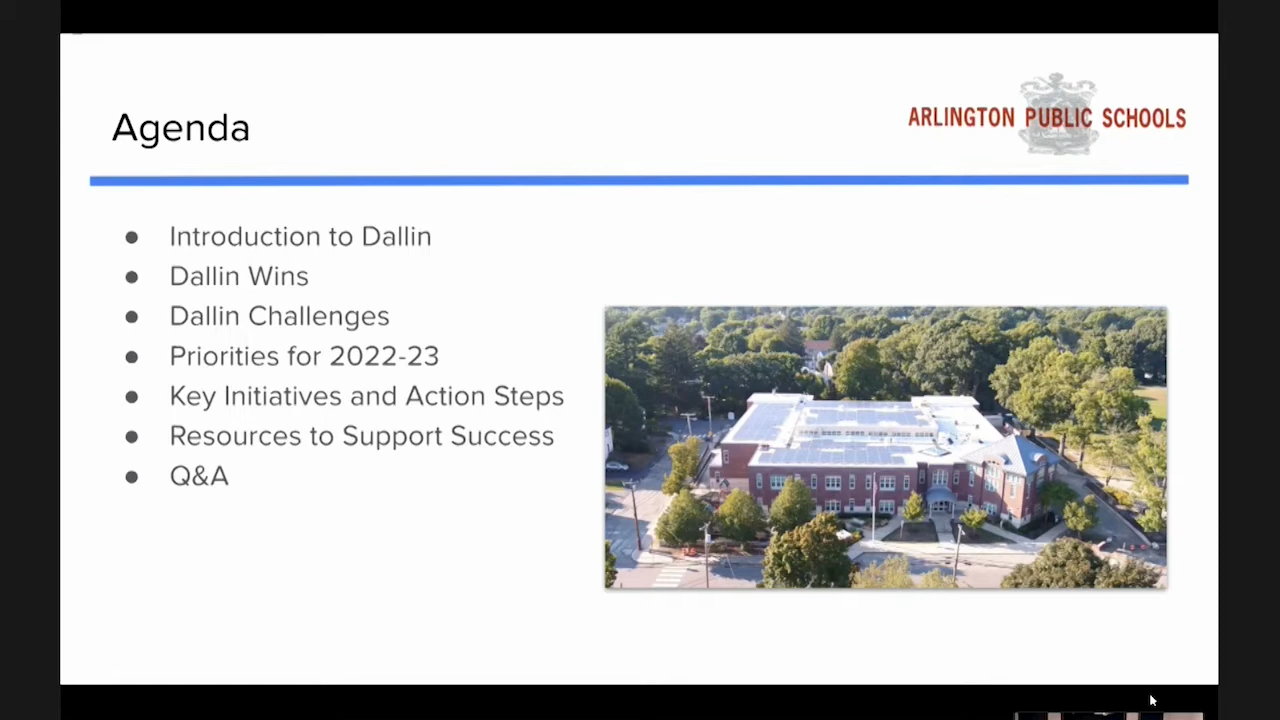 Agenda
ARLINGTON PUBLIC SCHOOLS
● Introduction to Dallin
● Dallin Wins
● Dallin Challenges
● Priorities for 2022-23
● Key Initiatives and Action Steps
● Resources to Support Success
● Q&A